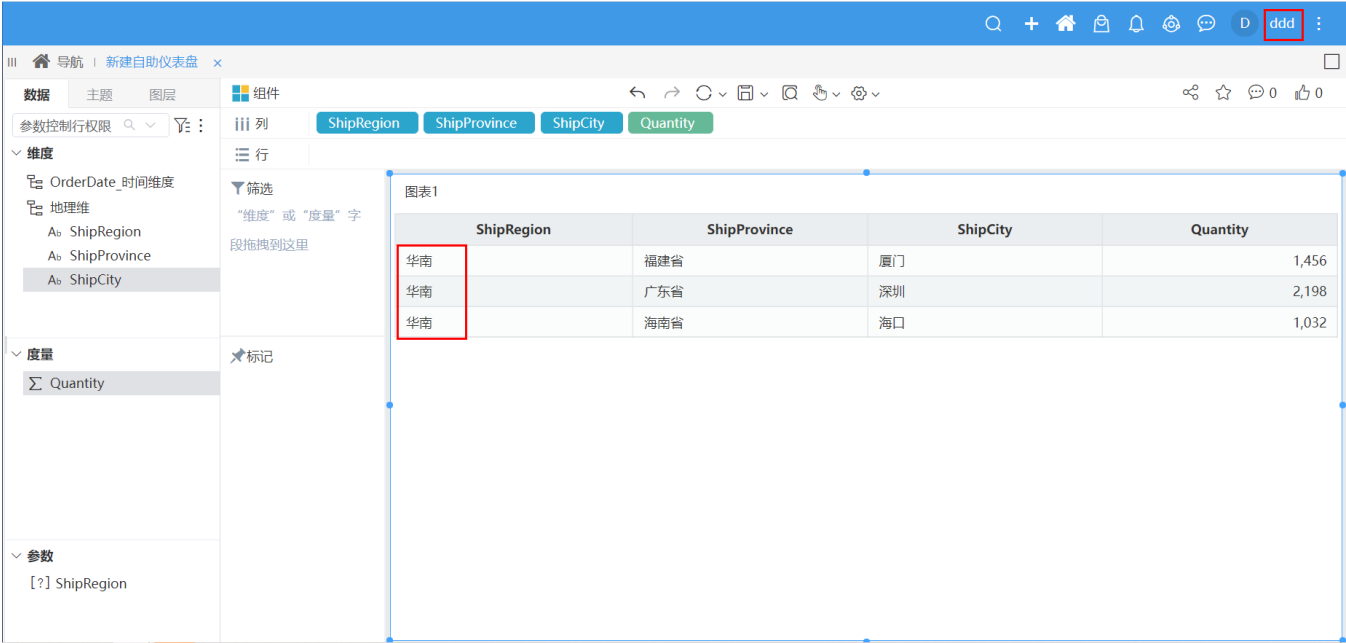 D ddd
导航 新建自助仪表盘 ×
数据 主题 图层
组件
0 0
参数控制行权限
列 ShipRegion ShipProvince ShipCity Quantity
行
维度
OrderDate_时间维度
地理维
Ab ShipRegion
Ab ShipProvince
Ab ShipCity
筛选
“维度”或“度量”字
段拖拽到这里
图表1
ShipRegion ShipProvince ShipCity Quantity
华南 福建省 厦门 1,456
华南 广东省 深圳 2,198
华南 海南省 海口 1,032
度量
Σ Quantity
标记
参数
[?] ShipRegion